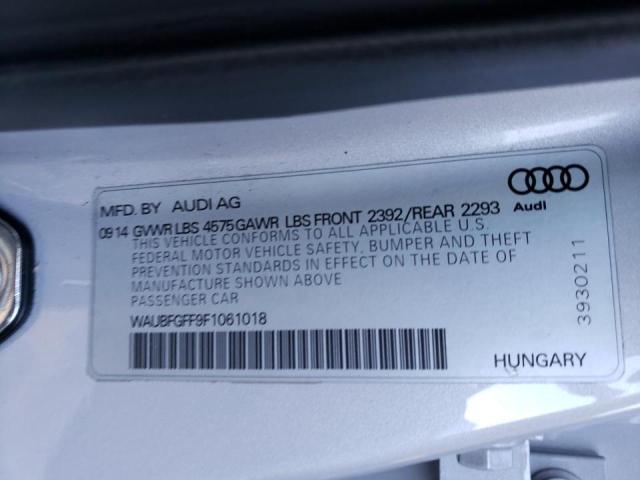 MFD. BY AUDI AG
0914 GVWR LBS 4575 GAWR LBS FRONT 2392/REAR 2293
Audi
THIS VEHICLE CONFORMS TO ALL APPLICABLE U.S.
FEDERAL MOTOR VEHICLE SAFETY, BUMPER AND THEFT
PREVENTION STANDARDS IN EFFECT ON THE DATE OF
MANUFACTURE SHOWN ABOVE
PASSENGER CAR
3930211
WAUBFGFF9F1061018
HUNGARY